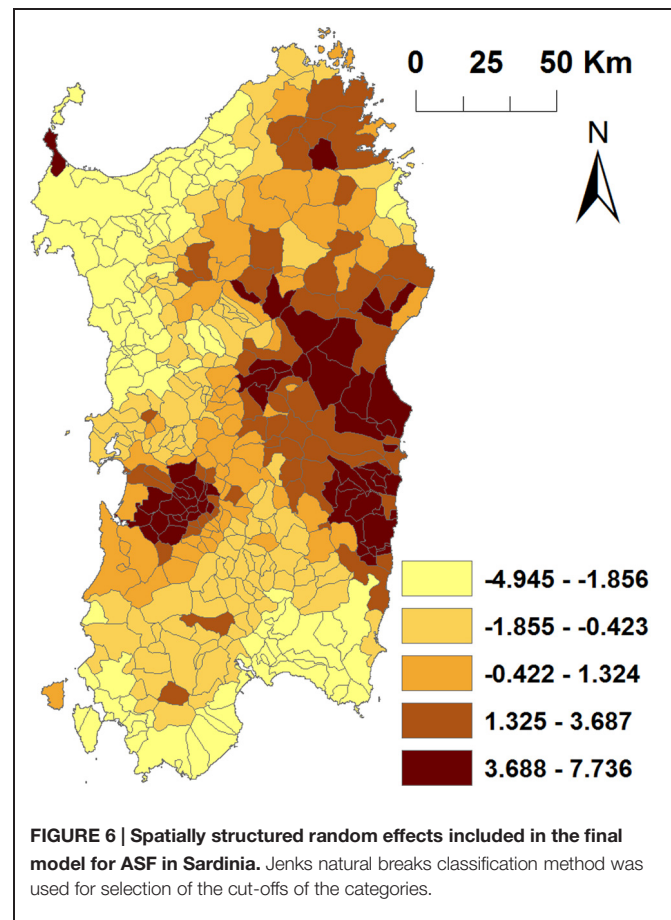 0 25 50 Km
N
-4.945 - -1.856
-1.855 - -0.423
-0.422 - 1.324
1.325 - 3.687
3.688 - 7.736
FIGURE 6 | Spatially structured random effects included in the final
model for ASF in Sardinia. Jenks natural breaks classification method was
used for selection of the cut-offs of the categories.